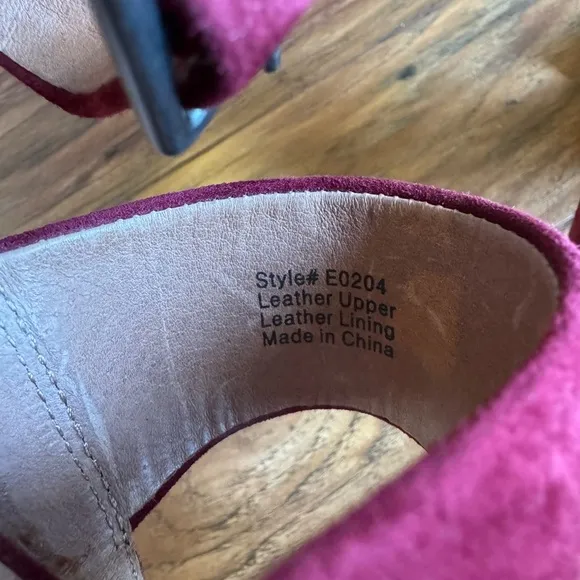 Style# E0204
Leather Upper
Leather Lining
Made in China